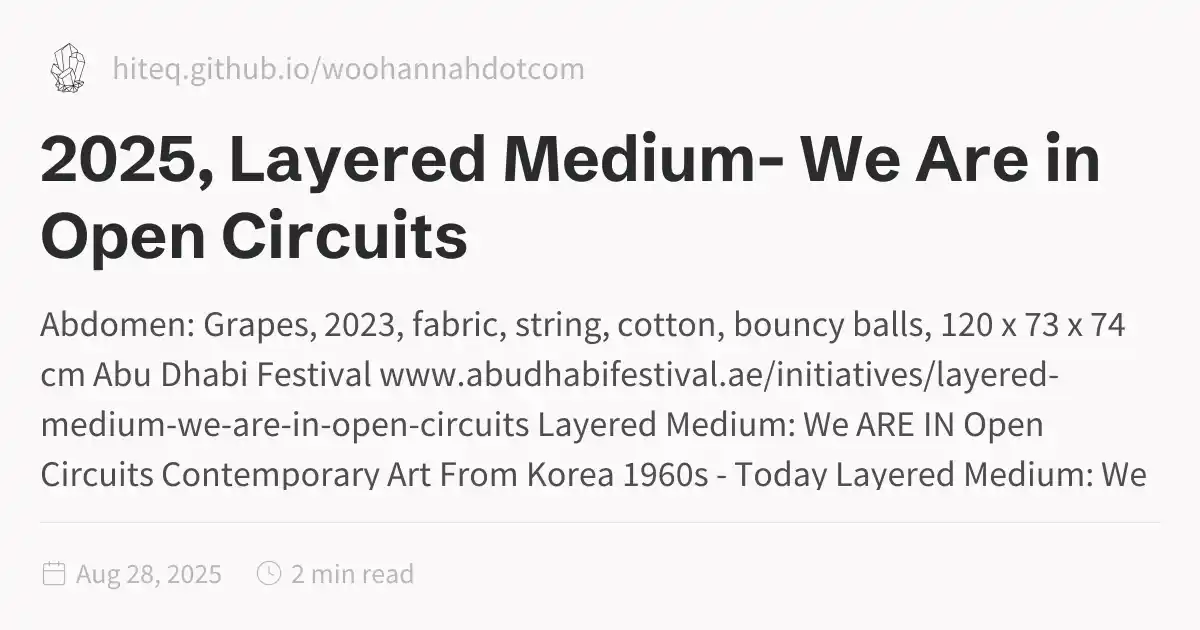 hiteq.github.io/woohannahdotcom
2025, Layered Medium- We Are in
Open Circuits
Abdomen: Grapes, 2023, fabric, string, cotton, bouncy balls, 120 x 73 x 74
cm Abu Dhabi Festival www.abudhabifestival.ae/initiatives/layered-
medium-we-are-in-open-circuits Layered Medium: We ARE IN Open
Circuits Contemporary Art From Korea 1960s - Today Layered Medium: We
Aug 28, 2025 2 min read